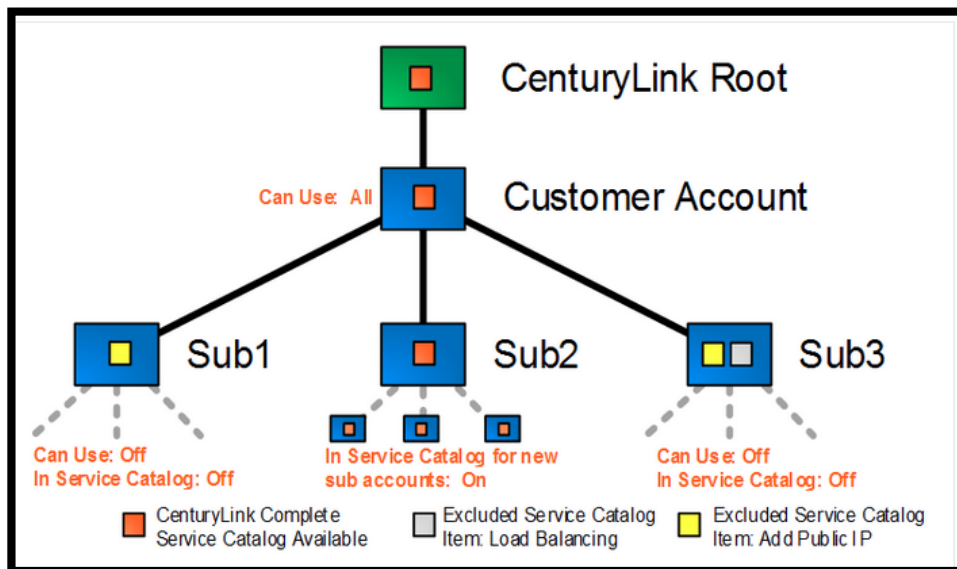 CenturyLink Root
Can Use: All
Customer Account
Sub1
Sub2
Sub3
Can Use: Off
In Service Catalog: Off
In Service Catalog for new
sub accounts: On
Can Use: Off
In Service Catalog: Off
CenturyLink Complete
Service Catalog Available
Excluded Service Catalog
Item: Load Balancing
Excluded Service Catalog
Item: Add Public IP